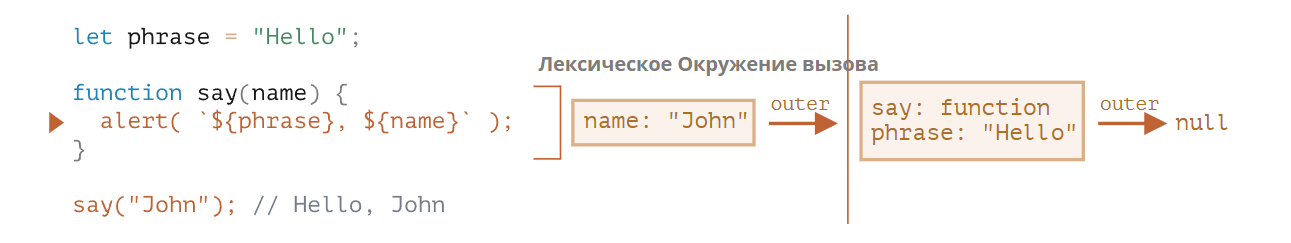 let phrase = "Hello";
Лексическое Окружение вызова
function say(name) {
alert( `${phrase}, ${name}` );
}
say("John"); // Hello, John
name: "John"
outer
say: function
phrase: "Hello"
outer
null